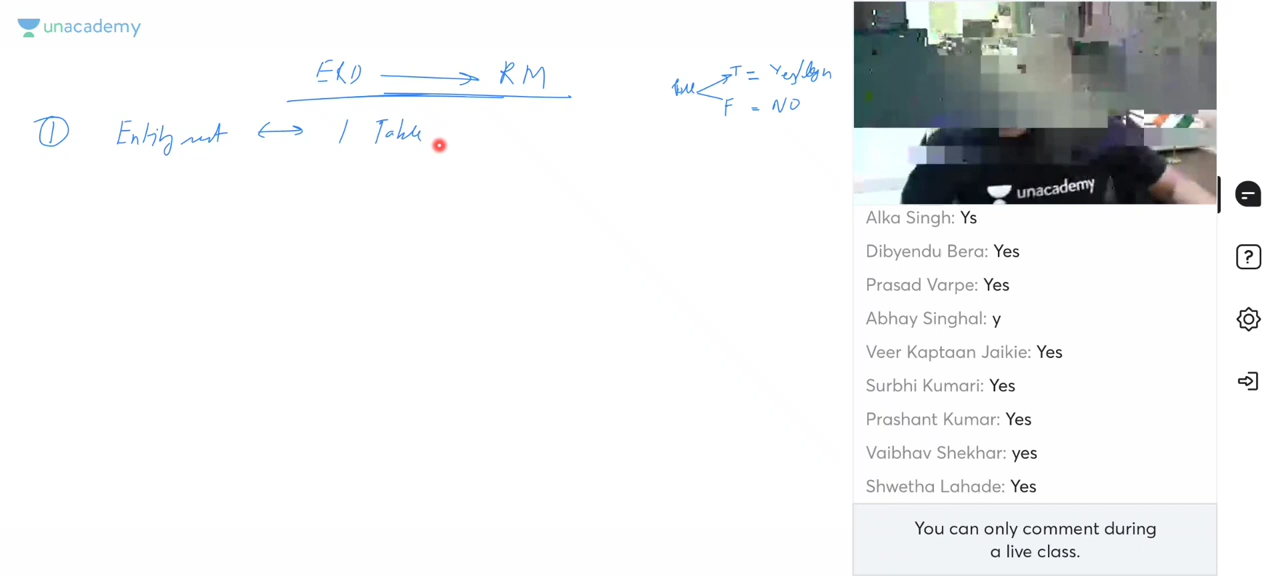 unacademy
ERD → RM
T = Yes/
F = NO
① Entity set ↔ 1 Table
unacademy
Alka Singh: Ys
Dibyendu Bera: Yes
Prasad Varpe: Yes
Abhay Singhal: y
Veer Kaptaan Jaikie: Yes
Surbhi Kumari: Yes
Prashant Kumar: Yes
Vaibhav Shekhar: yes
Shwetha Lahade: Yes
You can only comment during
a live class.